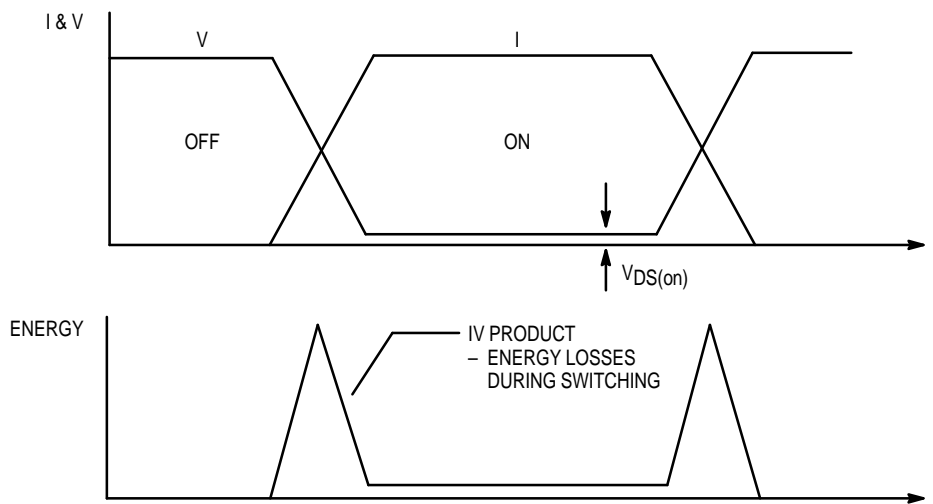 I & V
V
I
OFF
ON
VDS(on)
ENERGY
IV PRODUCT
– ENERGY LOSSES
DURING SWITCHING